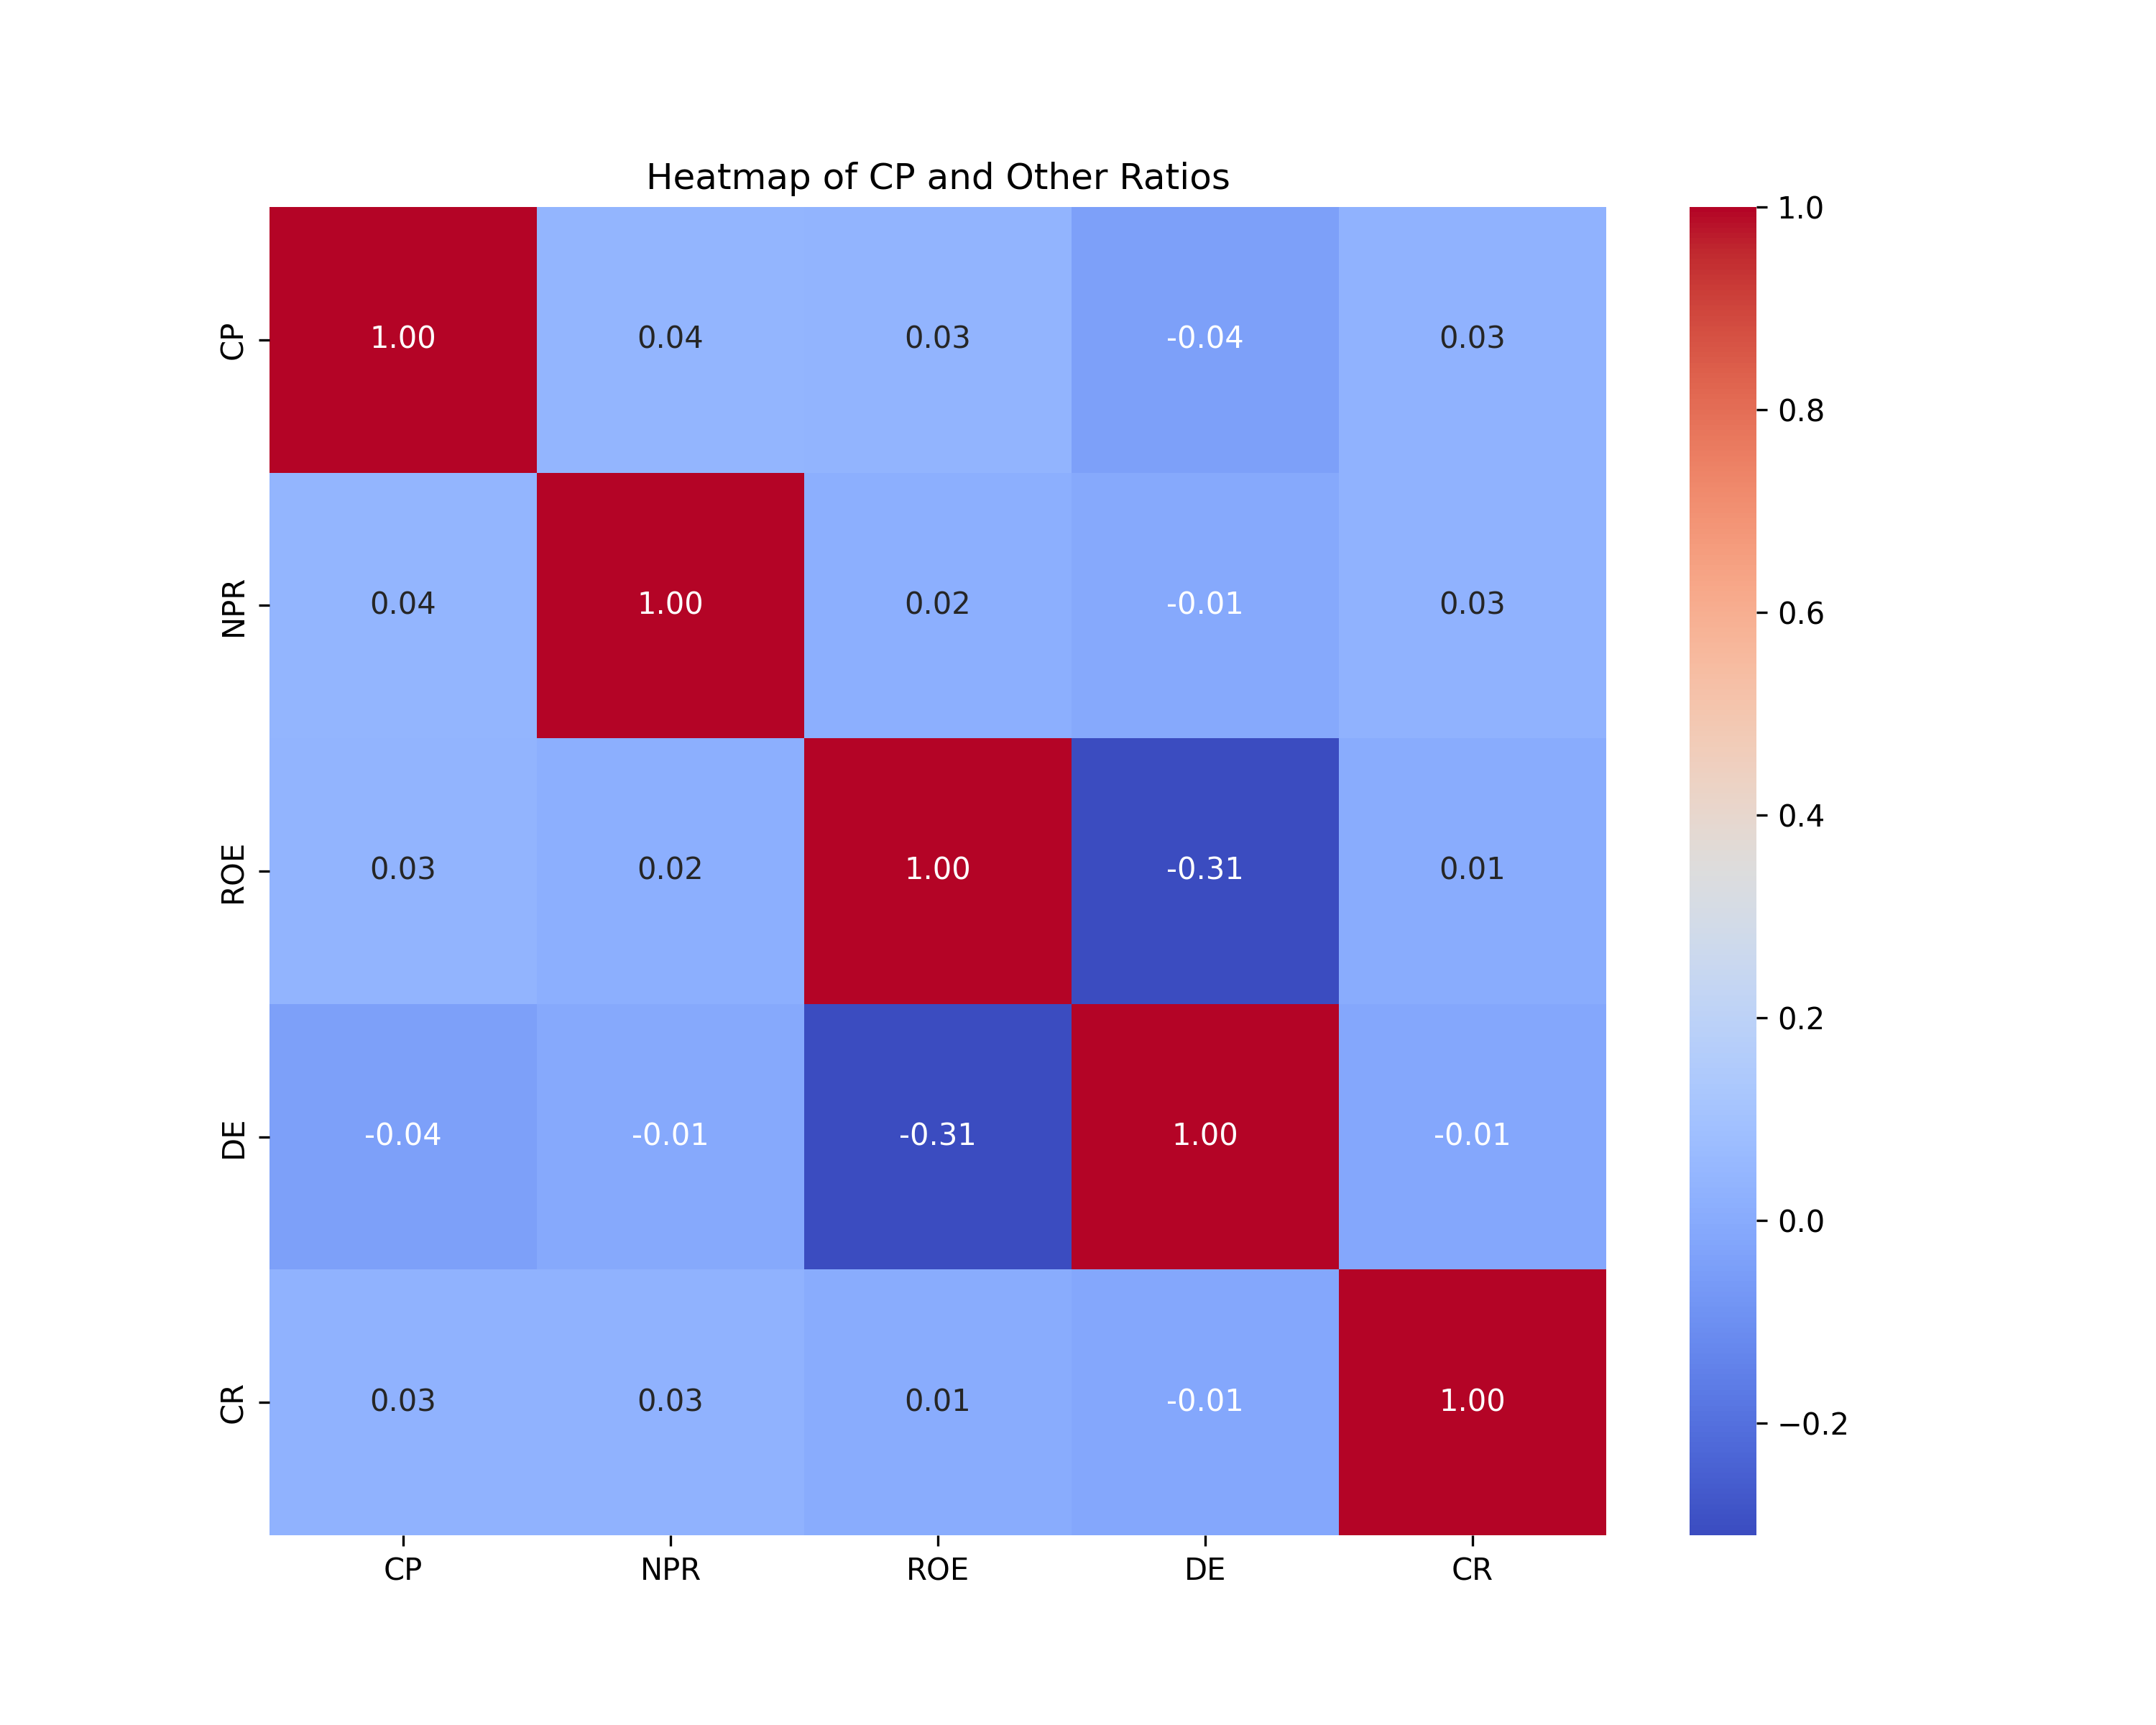 Heatmap of CP and Other Ratios
CP 1.00 0.04 0.03 -0.04 0.03
NPR 0.04 1.00 0.02 -0.01 0.03
ROE 0.03 0.02 1.00 -0.31 0.01
DE -0.04 -0.01 -0.31 1.00 -0.01
CR 0.03 0.03 0.01 -0.01 1.00
CP NPR ROE DE CR
1.0
0.8
0.6
0.4
0.2
0.0
−0.2